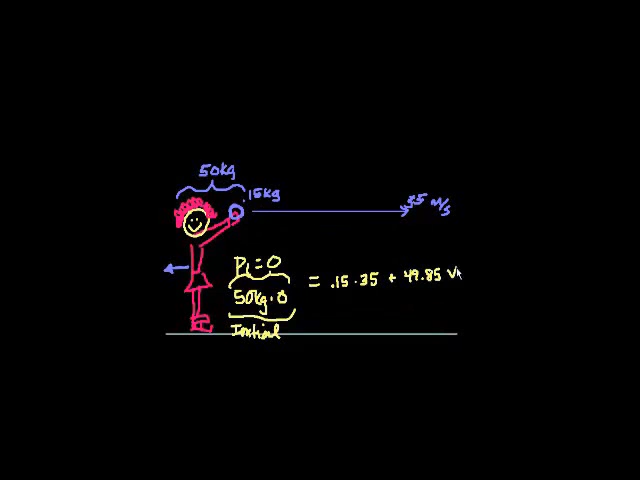 50kg
.15kg
35 m/s
Pi = 0
50kg · 0
= .15 · 35 + 49.85 V
Initial